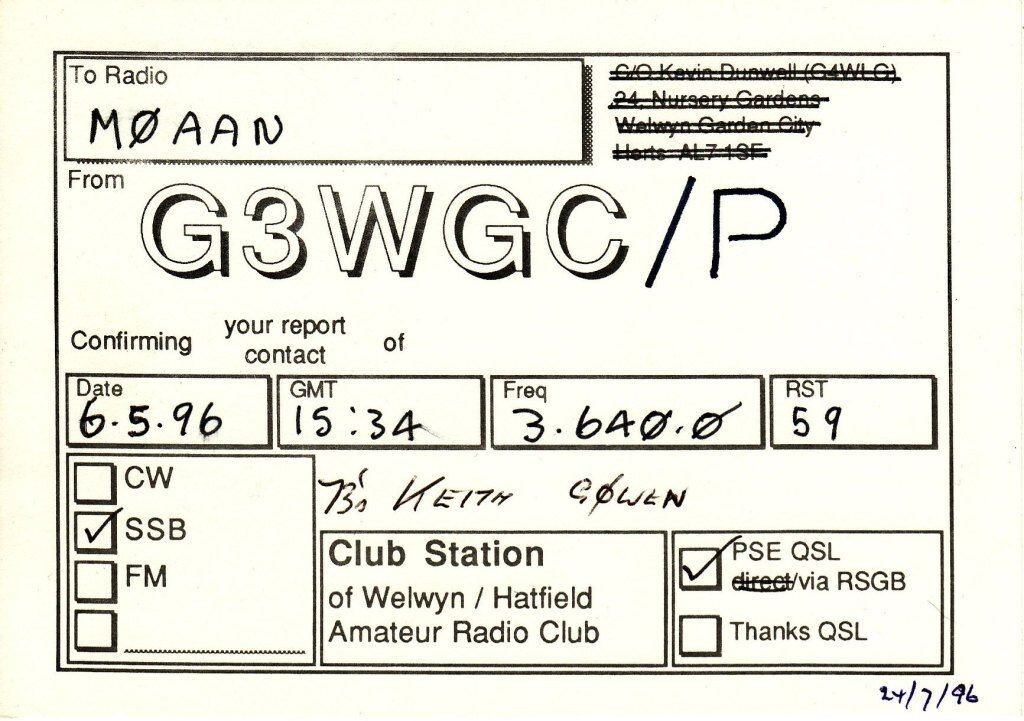 To Radio
MØAAN
C/O Kevin Dunwell (G4WLG)
24, Nursery Gardens
Welwyn Garden City
Herts AL7 1SF
From
G3WGC/P
Confirming your report of
contact
Date
6.5.96
GMT
15:34
Freq
3.640.0
RST
59
CW
SSB
FM
73's KEITH GØWEN
Club Station
of Welwyn / Hatfield
Amateur Radio Club
PSE QSL
direct/via RSGB
Thanks QSL
24/7/96